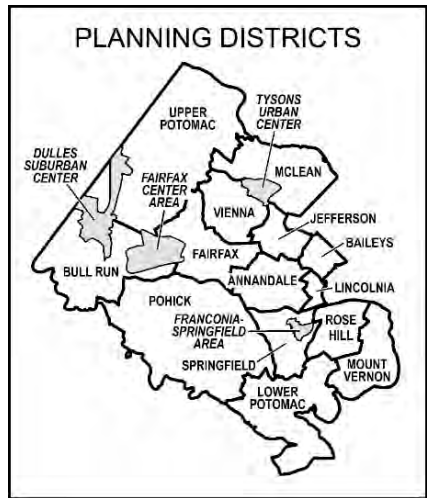 PLANNING DISTRICTS
UPPER
POTOMAC
TYSONS
URBAN
CENTER
MCLEAN
DULLES
SUBURBAN
CENTER
FAIRFAX
CENTER
AREA
VIENNA
JEFFERSON
BAILEYS
FAIRFAX
BULL RUN
ANNANDALE
LINCOLNIA
POHICK
FRANCONIA-
SPRINGFIELD
AREA
ROSE
HILL
SPRINGFIELD
MOUNT
VERNON
LOWER
POTOMAC